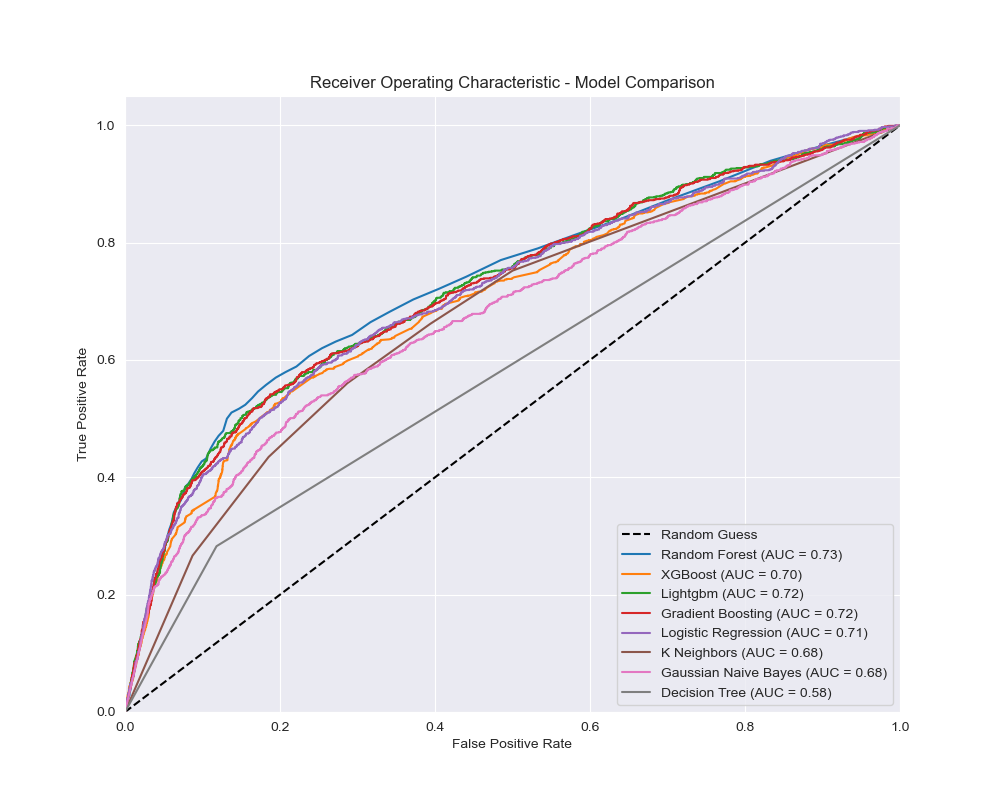 Receiver Operating Characteristic - Model Comparison
1.0
0.8
0.6
0.4
0.2
0.0
True Positive Rate
Random Guess
Random Forest (AUC = 0.73)
XGBoost (AUC = 0.70)
Lightgbm (AUC = 0.72)
Gradient Boosting (AUC = 0.72)
Logistic Regression (AUC = 0.71)
K Neighbors (AUC = 0.68)
Gaussian Naive Bayes (AUC = 0.68)
Decision Tree (AUC = 0.58)
0.0 0.2 0.4 0.6 0.8 1.0
False Positive Rate